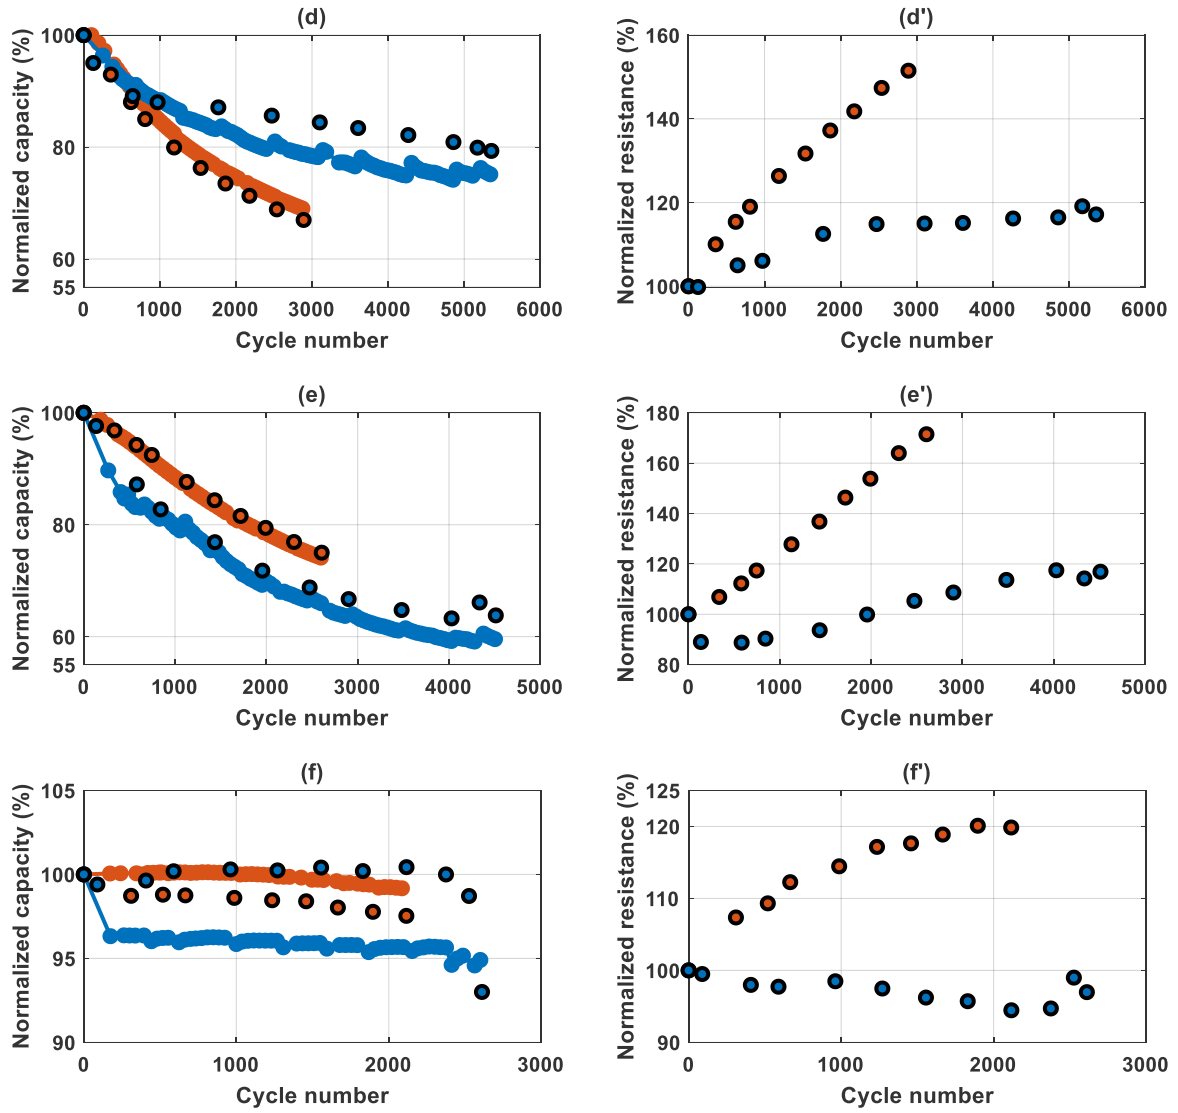 (d)
Normalized capacity (%)
100
80
60
55
0 1000 2000 3000 4000 5000 6000
Cycle number
(d')
Normalized resistance (%)
160
140
120
100
0 1000 2000 3000 4000 5000 6000
Cycle number
(e)
Normalized capacity (%)
100
80
60
55
0 1000 2000 3000 4000 5000
Cycle number
(e')
Normalized resistance (%)
180
160
140
120
100
80
0 1000 2000 3000 4000 5000
Cycle number
(f)
Normalized capacity (%)
105
100
95
90
0 1000 2000 3000
Cycle number
(f')
Normalized resistance (%)
125
120
110
100
90
0 1000 2000 3000
Cycle number